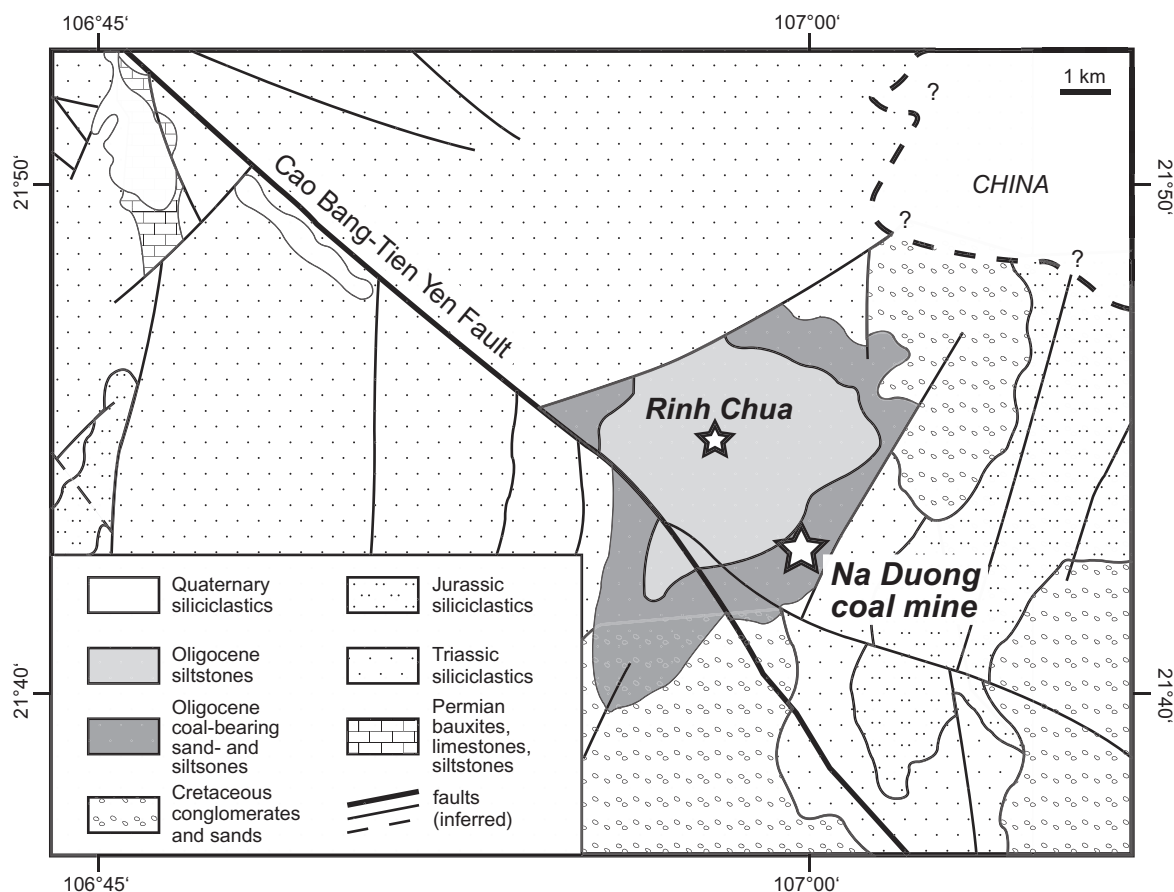 106°45‘
107°00‘
1 km
?
21°50‘
21°50‘
CHINA
Cao Bang-Tien Yen Fault
?
?
Rinh Chua
Na Duong
coal mine
Quaternary
siliciclastics
Jurassic
siliciclastics
Oligocene
siltstones
Triassic
siliciclastics
21°40‘
21°40‘
Oligocene
coal-bearing
sand- and
siltsones
Permian
bauxites,
limestones,
siltstones
Cretaceous
conglomerates
and sands
faults
(inferred)
106°45‘
107°00‘